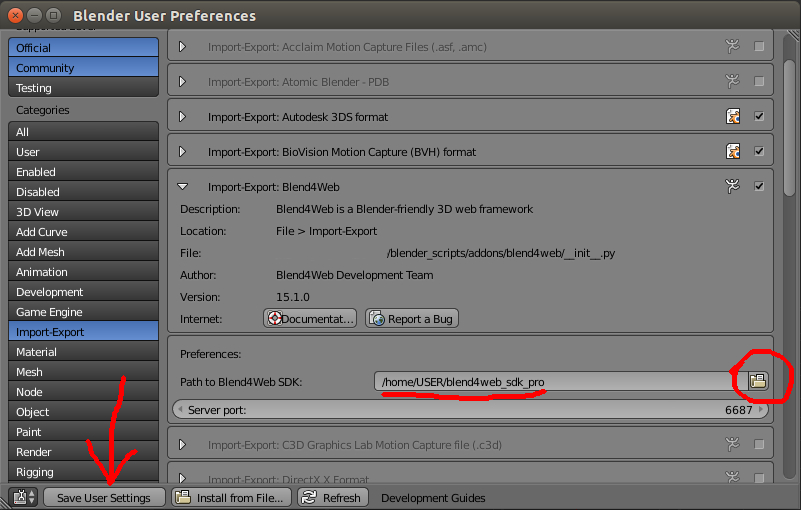 Blender User Preferences
Official
Community
Testing
Categories
All
User
Enabled
Disabled
3D View
Add Curve
Add Mesh
Animation
Development
Game Engine
Import-Export
Material
Mesh
Node
Object
Paint
Render
Rigging
Import-Export: Acclaim Motion Capture Files (.asf, .amc)
Import-Export: Atomic Blender - PDB
Import-Export: Autodesk 3DS format
Import-Export: BioVision Motion Capture (BVH) format
Import-Export: Blend4Web
Description: Blend4Web is a Blender-friendly 3D web framework
Location: File > Import-Export
File: /blender_scripts/addons/blend4web/__init__.py
Author: Blend4Web Development Team
Version: 15.1.0
Internet: Documentat... Report a Bug
Preferences:
Path to Blend4Web SDK: /home/USER/blend4web_sdk_pro
Server port: 6687
Import-Export: C3D Graphics Lab Motion Capture file (.c3d)
Import-Export: DirectX X Format
Save User Settings Install from File... Refresh Development Guides